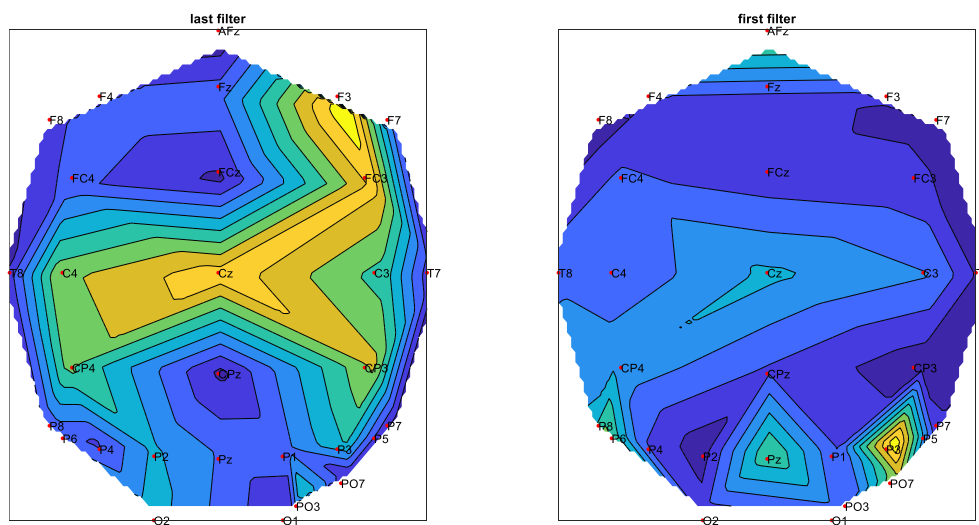 last filter
AFz
Fz
F4
F3
F8
F7
FC4
FCz
FC3
T8
C4
Cz
C3
T7
CP4
CPz
CP3
P8
P7
P6
P5
P4
P3
P2
Pz
P1
PO7
PO3
O2
O1
first filter
AFz
Fz
F4
F3
F8
F7
FC4
FCz
FC3
T8
C4
Cz
C3
CP4
CPz
CP3
P8
P7
P6
P5
P4
P3
P2
Pz
P1
PO7
PO3
O2
O1